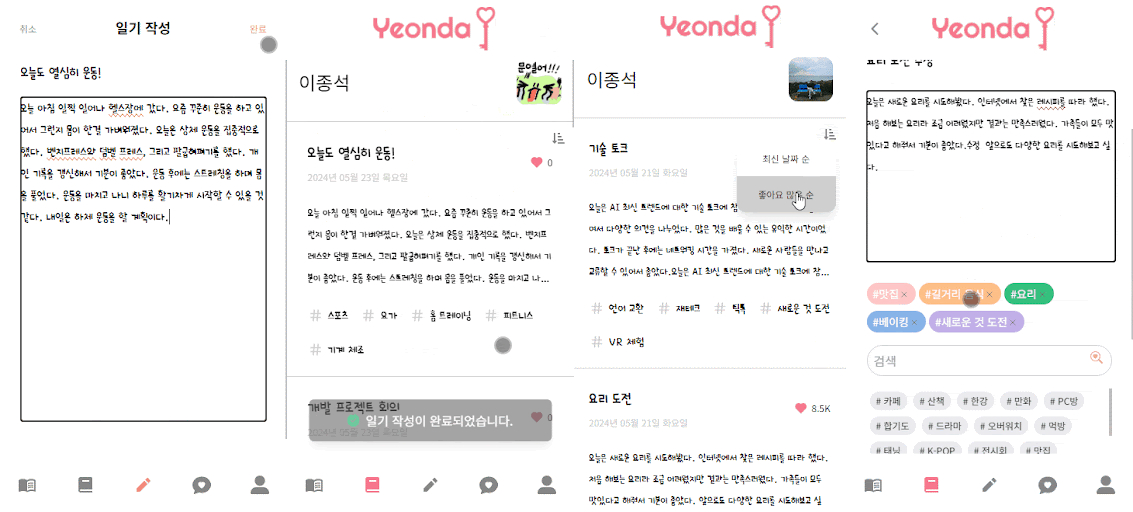 취소 일기 작성 완료
오늘도 열심히 운동!
오늘 아침 일찍 일어나 헬스장에 갔다. 요즘 꾸준히 운동을 하고 있
어서 그런지 몸이 한결 가벼워졌다. 오늘은 상체 운동을 집중적으로
했다. 벤치프레스와 덤벨 프레스, 그리고 팔굽혀펴기를 했다. 개
인 기록을 갱신해서 기분이 좋았다. 운동 후에는 스트레칭을 하며 몸
을 풀었다. 운동을 마치고 나니 하루를 활기차게 시작할 수 있을 것
같다. 내일은 하체 운동을 할 계획이다.
Yeonda
이종석
문열어!!!
오늘도 열심히 운동!
0
2024년 05월 23일 목요일
오늘 아침 일찍 일어나 헬스장에 갔다. 요즘 꾸준히 운동을 하고 있어서 그
런지 몸이 한결 가벼워졌다. 오늘은 상체 운동을 집중적으로 했다. 벤치프
레스와 덤벨 프레스, 그리고 팔굽혀펴기를 했다. 개인 기록을 갱신해서 기
분이 좋았다. 운동 후에는 스트레칭을 하며 몸을 풀었다. 운동을 마치고 나...
# 스포츠 # 요가 # 홈 트레이닝 # 피트니스
# 기계 제조
개발 프로젝트 회의
0
2024년 05월 22일 수요일
일기 작성이 완료되었습니다.
Yeonda
이종석
최신 날짜 순
좋아요 많은 순
기술 토크
2024년 05월 21일 화요일
오늘은 AI 최신 트렌드에 대한 기술 토크에 참
여서 다양한 의견을 나누었다. 많은 것을 배울 수 있는 유익한 시간이었
다. 토크가 끝난 후에는 네트워킹 시간을 가졌다. 새로운 사람들을 만나고
교류할 수 있어서 좋았다.오늘은 AI 최신 트렌드에 대한 기술 토크에 참...
# 언어 교환 # 재테크 # 틱톡 # 새로운 것 도전
# VR 체험
요리 도전
8.5K
2024년 05월 21일 화요일
오늘은 새로운 요리를 시도해봤다. 인터넷에서 찾은 레시피를 따라 했다.
처음 해보는 요리라 조금 어려웠지만 결과는 만족스러웠다. 가족들이 모두
맛있다고 해줘서 기분이 좋았다. 앞으로도 다양한 요리를 시도해보고 싶
Yeonda
요리 도전 수정
오늘은 새로운 요리를 시도해봤다. 인터넷에서 찾은 레시피를 따라 했다.
처음 해보는 요리라 조금 어려웠지만 결과는 만족스러웠다. 가족들이 모두 맛
있다고 해줘서 기분이 좋았다.수정 앞으로도 다양한 요리를 시도해보고 싶
다.
#맛집× #길거리 음식× #요리×
#베이킹× #새로운 것 도전×
검색
# 카페 # 산책 # 한강 # 만화 # PC방
# 합기도 # 드라마 # 오버워치 # 먹방
# 태닝 # K-POP # 전시회 # 맛집